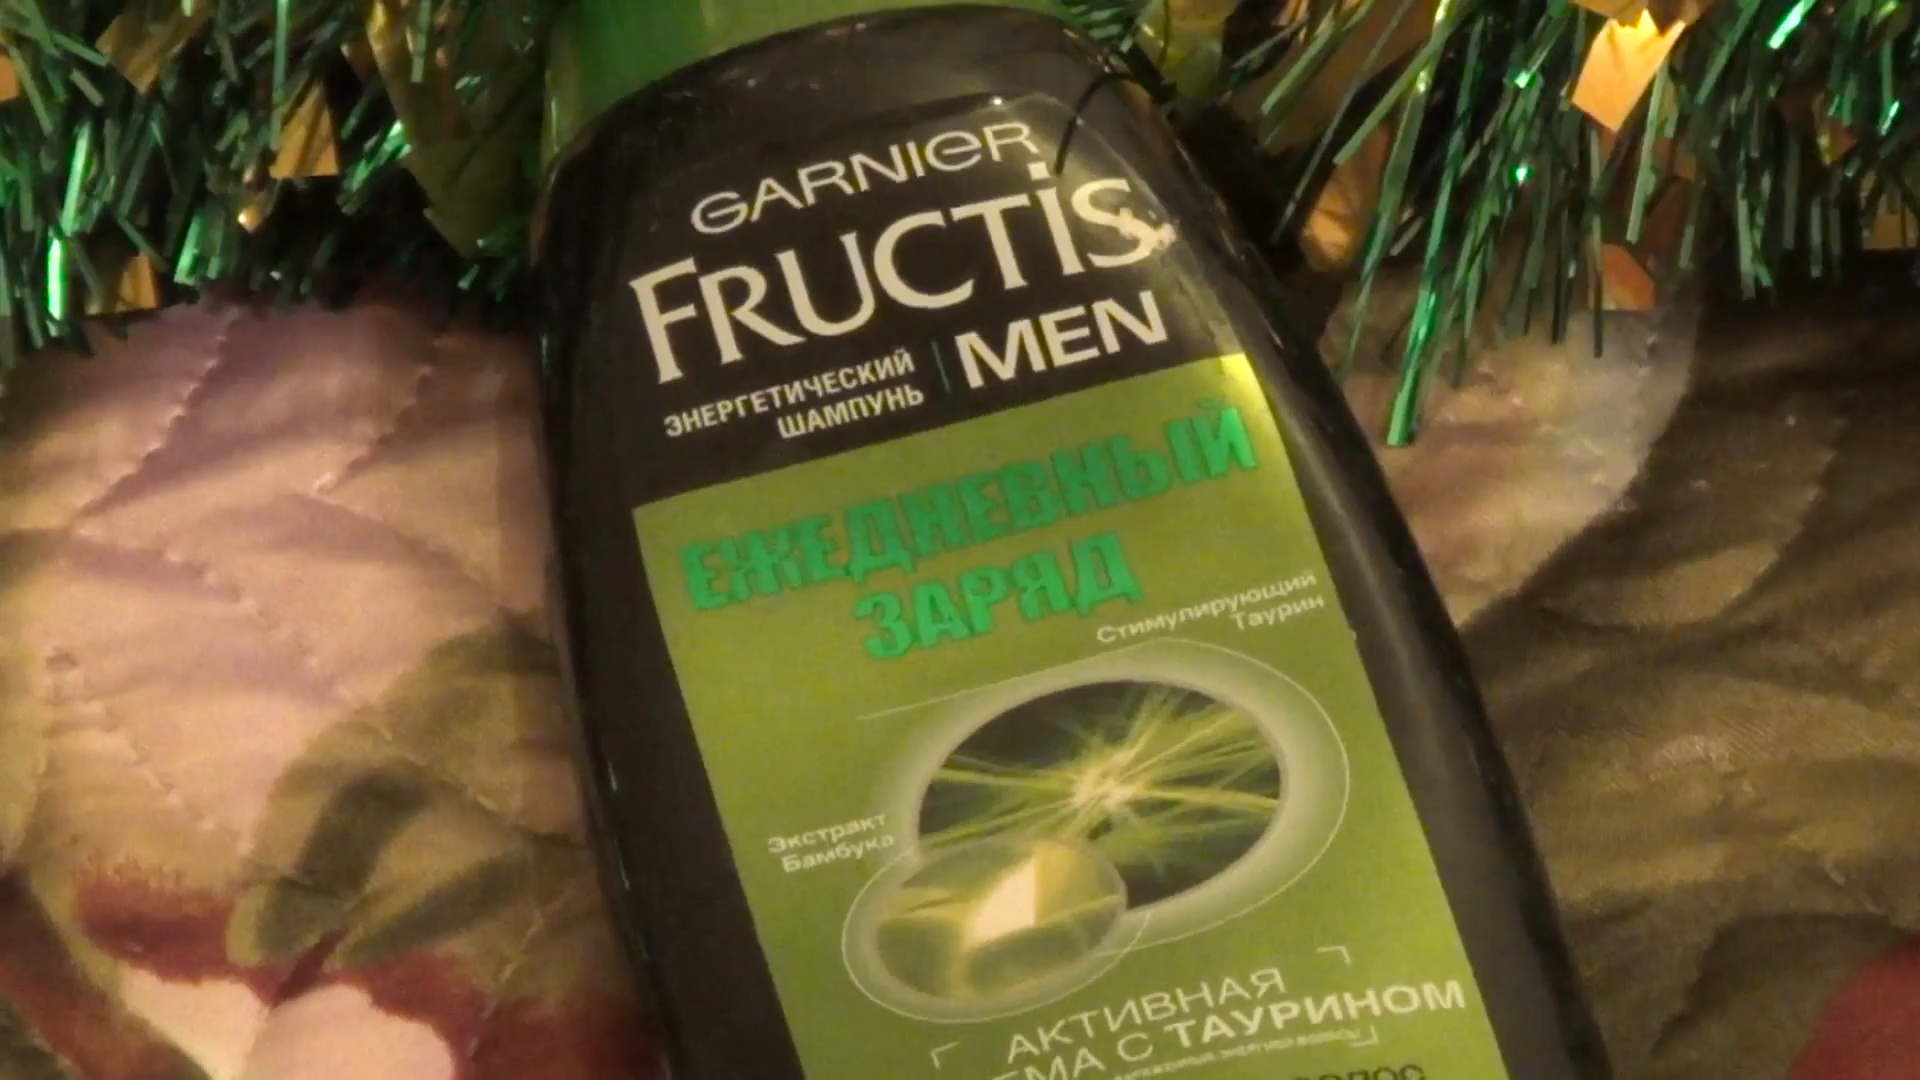 GARNIER
FRUCTIS
ЭНЕРГЕТИЧЕСКИЙ
ШАМПУНЬ
MEN
ЕЖЕДНЕВНЫЙ
ЗАРЯД
Стимулирующий
Таурин
Экстракт
Бамбука
АКТИВНАЯ
С ТАУРИНОМ